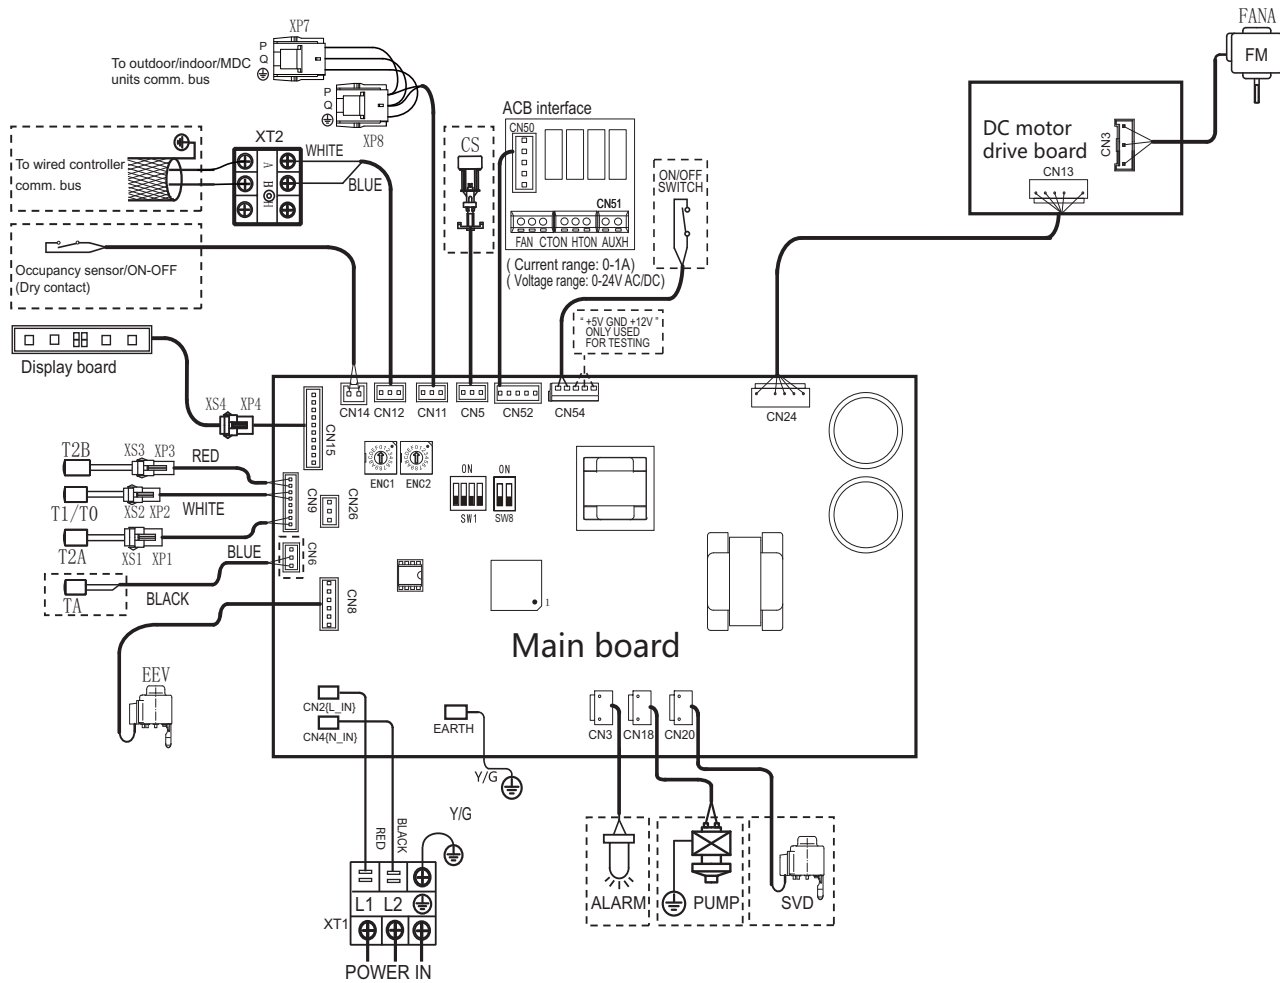 XP7
FANA
P
Q
To outdoor/indoor/MDC
units comm. bus
FM
P
Q
XP8
ACB interface
CN50
XT2
CS
DC motor
drive board
CN3
To wired controller
comm. bus
WHITE
A
B
BLUE
ON/OFF
SWITCH
CN13
CN51
FAN CTON HTON AUXH
( Current range: 0-1A)
( Voltage range: 0-24V AC/DC)
Occupancy sensor/ON-OFF
(Dry contact)
" +5V GND +12V "
ONLY USED
FOR TESTING
Display board
CN14
CN12
CN11
CN5
CN52
CN54
CN24
XS4 XP4
CN15
T2B
XS3 XP3
RED
ENC1
ENC2
ON
ON
SW1
SW8
T1/T0
XS2 XP2
WHITE
CN9
CN26
T2A
XS1 XP1
BLUE
CN6
TA
BLACK
CN8
1
Main board
EEV
CN2{L_IN}
CN4{N_IN}
EARTH
CN3
CN18
CN20
Y/G
Y/G
RED
BLACK
L1 L2
XT1
ALARM
PUMP
SVD
POWER IN